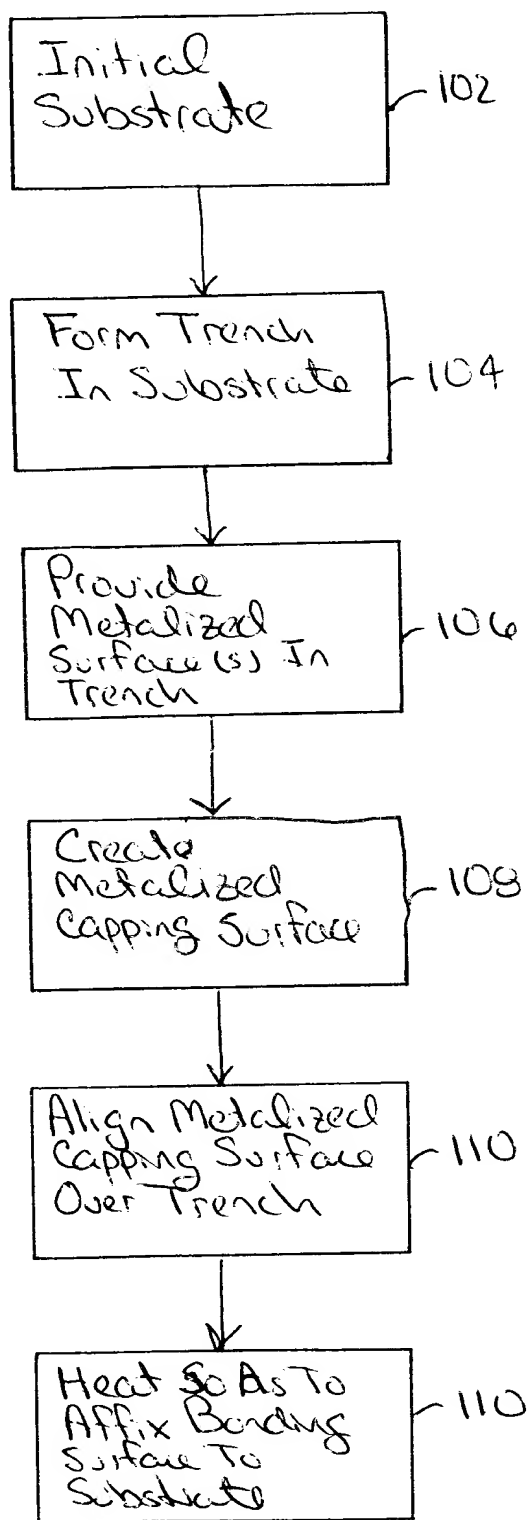 Initial
Substrate
102
Form Trench
In Substrate
104
Provide
Metalized
Surface(s) In
Trench
106
Create
Metalized
Capping Surface
108
Align Metalized
Capping Surface
Over Trench
110
Heat So As To
Affix Bonding
Surface To
Substrate
110